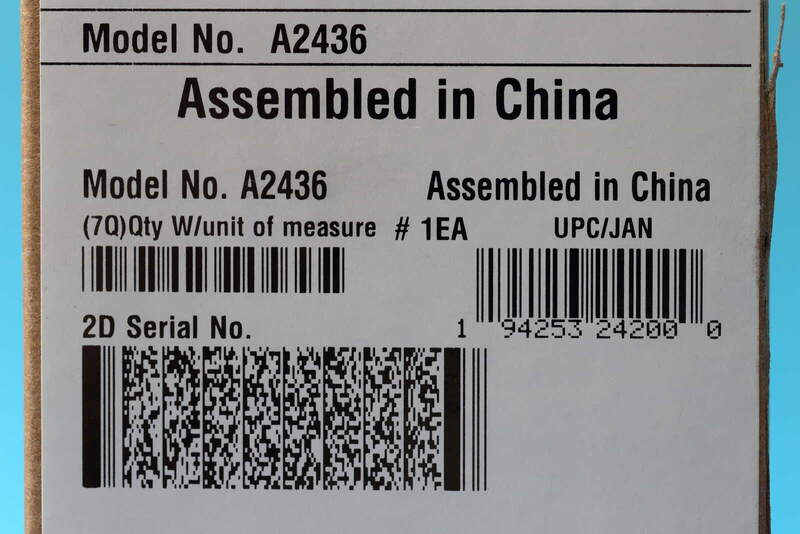 Model No. A2436
Assembled in China
Model No. A2436 Assembled in China
(7Q)Qty W/unit of measure # 1EA UPC/JAN
2D Serial No. 1 94253 24200 0